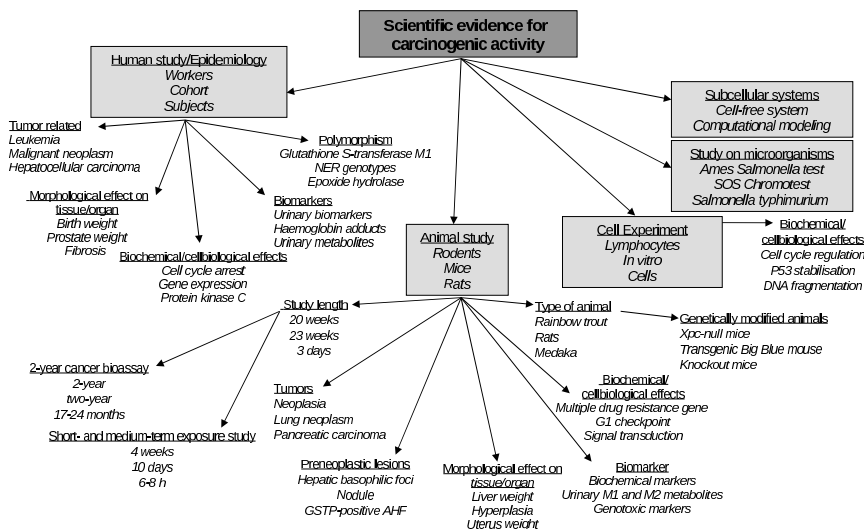 Scientific evidence for
carcinogenic activity
Human study/Epidemiology
Workers
Cohort
Subjects
Tumor related
Leukemia
Malignant neoplasm
Hepatocellular carcinoma
Morphological effect on
tissue/organ
Birth weight
Prostate weight
Fibrosis
Biochemical/cellbiological effects
Cell cycle arrest
Gene expression
Protein kinase C
Polymorphism
Glutathione S-transferase M1
NER genotypes
Epoxide hydrolase
Biomarkers
Urinary biomarkers
Haemoglobin adducts
Urinary metabolites
Subcellular systems
Cell-free system
Computational modeling
Study on microorganisms
Ames Salmonella test
SOS Chromotest
Salmonella typhimurium
Cell Experiment
Lymphocytes
In vitro
Cells
Biochemical/
cellbiological effects
Cell cycle regulation
P53 stabilisation
DNA fragmentation
Animal study
Rodents
Mice
Rats
Study length
20 weeks
23 weeks
3 days
2-year cancer bioassay
2-year
two-year
17-24 months
Short- and medium-term exposure study
4 weeks
10 days
6-8 h
Tumors
Neoplasia
Lung neoplasm
Pancreatic carcinoma
Preneoplastic lesions
Hepatic basophilic foci
Nodule
GSTP-positive AHF
Morphological effect on
tissue/organ
Liver weight
Hyperplasia
Uterus weight
Type of animal
Rainbow trout
Rats
Medaka
Genetically modified animals
Xpc-null mice
Transgenic Big Blue mouse
Knockout mice
Biochemical/
cellbiological effects
Multiple drug resistance gene
G1 checkpoint
Signal transduction
Biomarker
Biochemical markers
Urinary M1 and M2 metabolites
Genotoxic markers